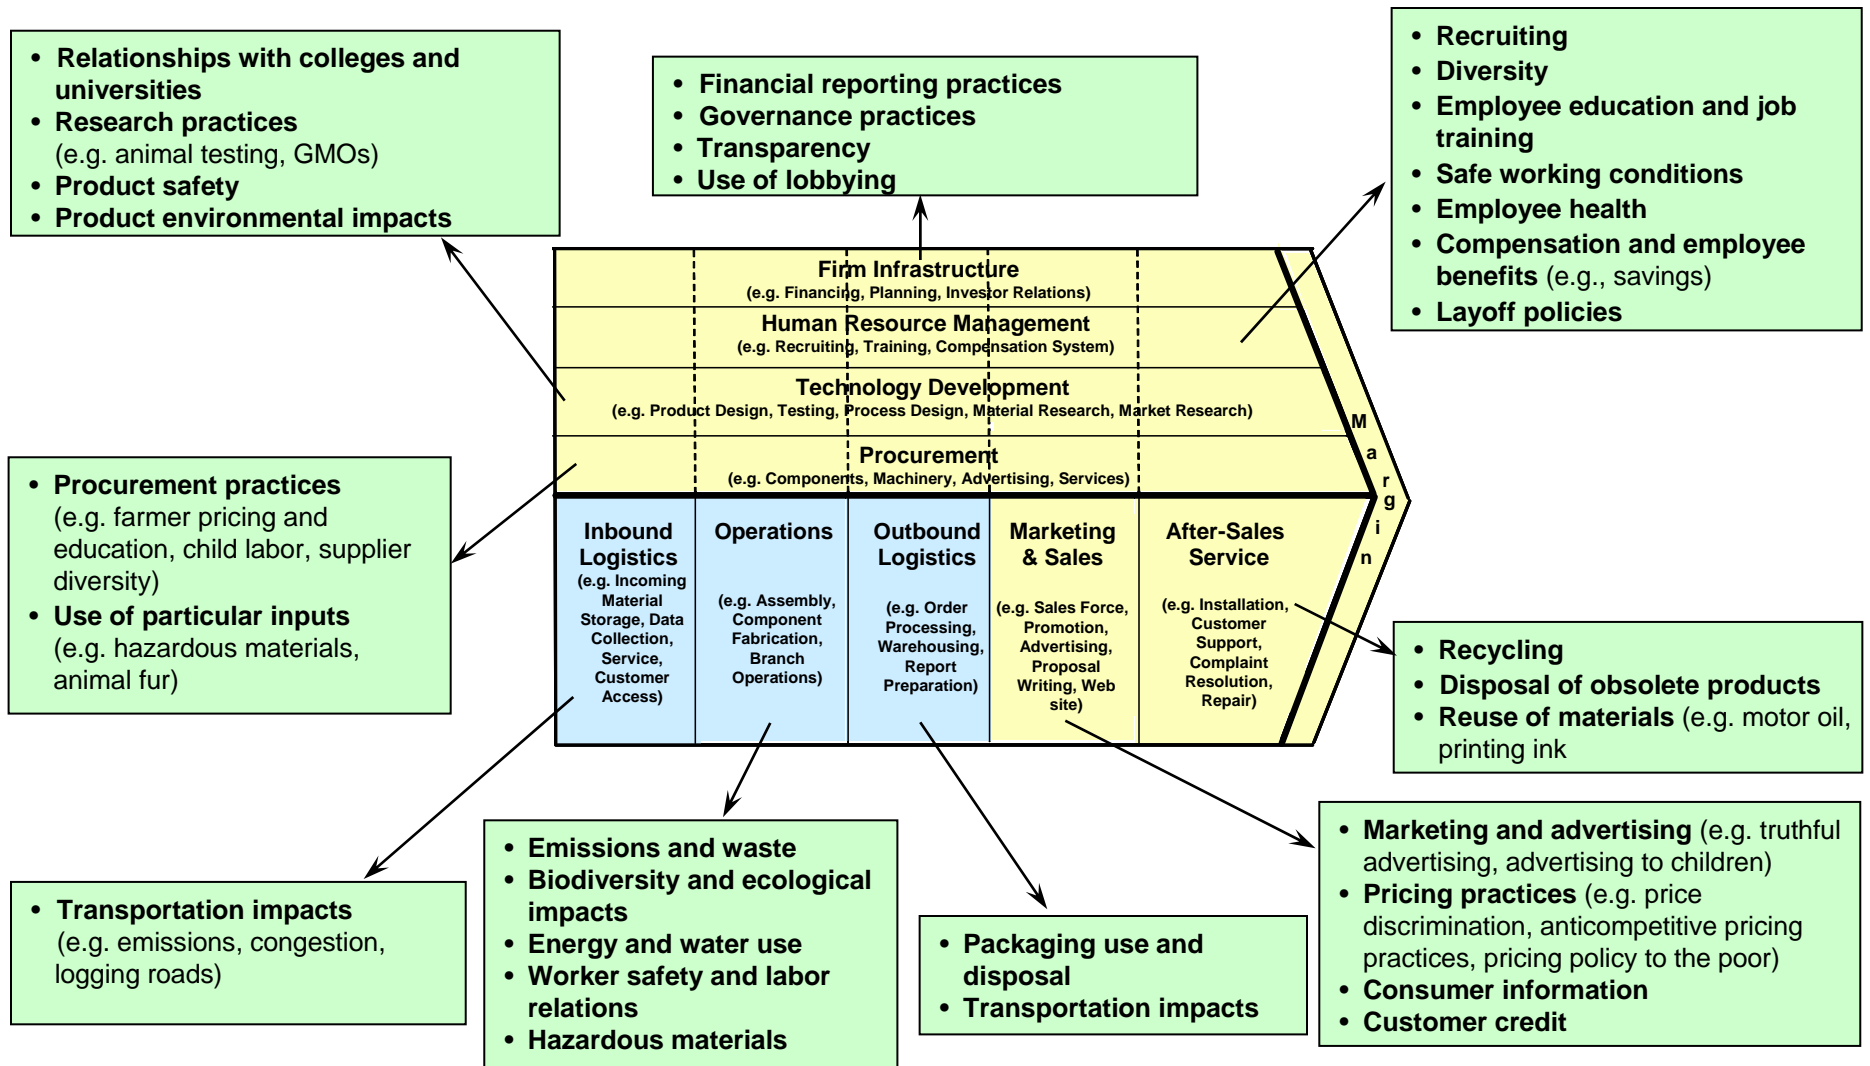 • Relationships with colleges and
universities
• Research practices
(e.g. animal testing, GMOs)
• Product safety
• Product environmental impacts
• Financial reporting practices
• Governance practices
• Transparency
• Use of lobbying
• Recruiting
• Diversity
• Employee education and job
training
• Safe working conditions
• Employee health
• Compensation and employee
benefits (e.g., savings)
• Layoff policies
Firm Infrastructure
(e.g. Financing, Planning, Investor Relations)
Human Resource Management
(e.g. Recruiting, Training, Compensation System)
Technology Development
(e.g. Product Design, Testing, Process Design, Material Research, Market Research)
Procurement
(e.g. Components, Machinery, Advertising, Services)
Margin
• Procurement practices
(e.g. farmer pricing and
education, child labor, supplier
diversity)
• Use of particular inputs
(e.g. hazardous materials,
animal fur)
Inbound
Logistics
(e.g. Incoming
Material
Storage, Data
Collection,
Service,
Customer
Access)
Operations
(e.g. Assembly,
Component
Fabrication,
Branch
Operations)
Outbound
Logistics
(e.g. Order
Processing,
Warehousing,
Report
Preparation)
Marketing
& Sales
(e.g. Sales Force,
Promotion,
Advertising,
Proposal
Writing, Web
site)
After-Sales
Service
(e.g. Installation,
Customer
Support,
Complaint
Resolution,
Repair)
• Recycling
• Disposal of obsolete products
• Reuse of materials (e.g. motor oil,
printing ink
• Transportation impacts
(e.g. emissions, congestion,
logging roads)
• Emissions and waste
• Biodiversity and ecological
impacts
• Energy and water use
• Worker safety and labor
relations
• Hazardous materials
• Packaging use and
disposal
• Transportation impacts
• Marketing and advertising (e.g. truthful
advertising, advertising to children)
• Pricing practices (e.g. price
discrimination, anticompetitive pricing
practices, pricing policy to the poor)
• Consumer information
• Customer credit